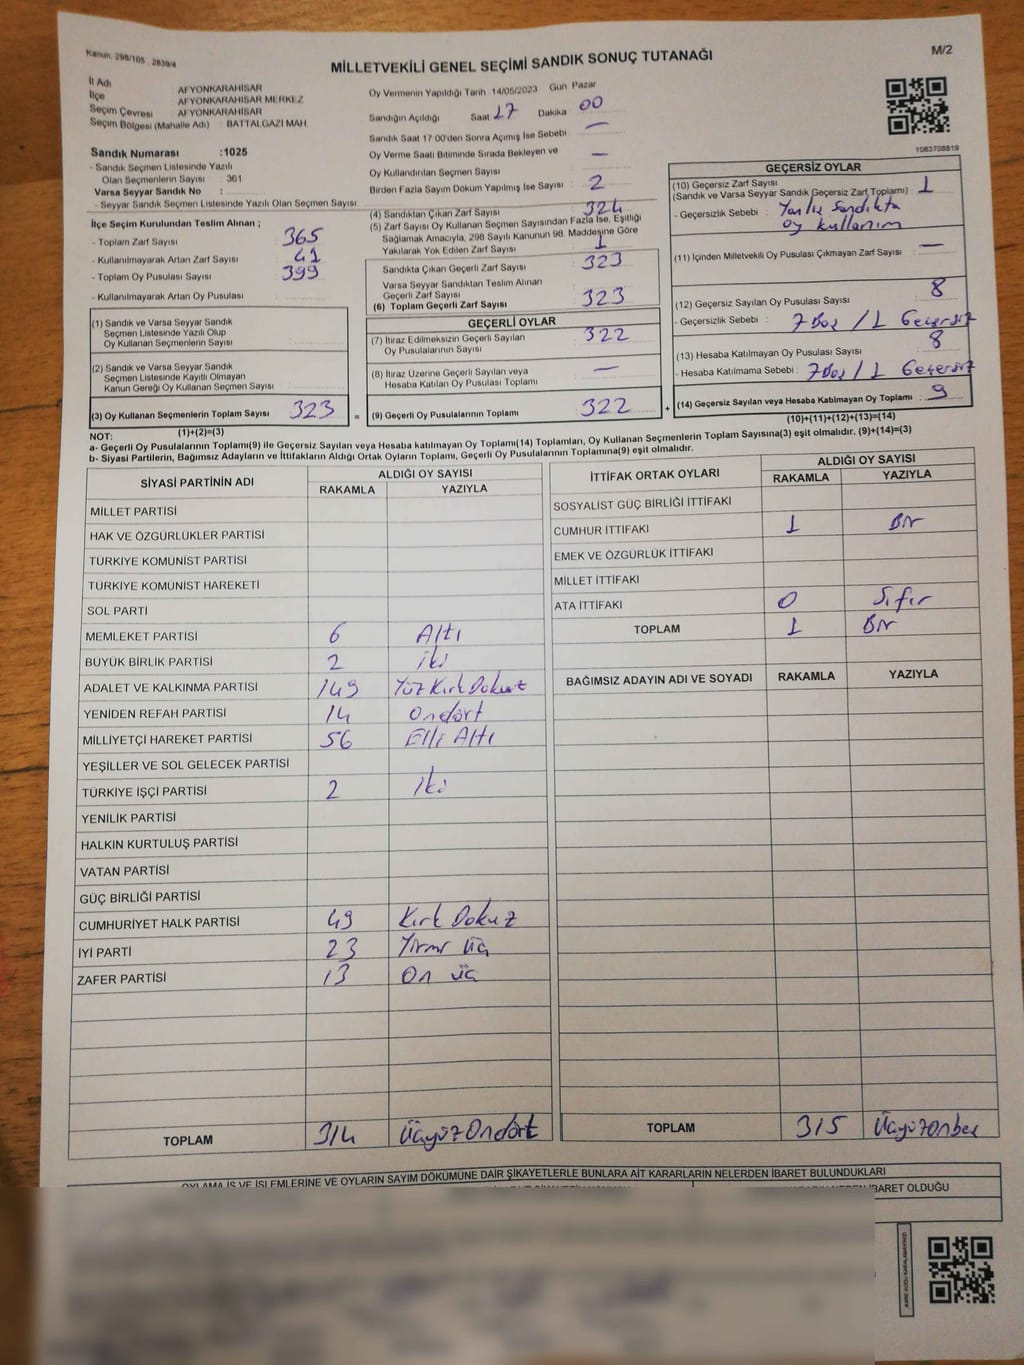 Kanun, 298/105 , 2839/4
M/2
MİLLETVEKİLİ GENEL SEÇİMİ SANDIK SONUÇ TUTANAĞI
İl Adı AFYONKARAHİSAR
İlçe AFYONKARAHİSAR MERKEZ
Seçim Çevresi AFYONKARAHİSAR
Seçim Bölgesi (Mahalle Adı) : BATTALGAZİ MAH.
Sandık Numarası :1025
- Sandık Seçmen Listesinde Yazılı
Olan Seçmenlerin Sayısı : 361
Varsa Seyyar Sandık No :
- Seyyar Sandık Seçmen Listesinde Yazılı Olan Seçmen Sayısı
İlçe Seçim Kurulundan Teslim Alınan ;
- Toplam Zarf Sayısı 365
- Kullanılmayarak Artan Zarf Sayısı 41
- Toplam Oy Pusulası Sayısı 399
- Kullanılmayarak Artan Oy Pusulası
(1) Sandık ve Varsa Seyyar Sandık
Seçmen Listesinde Yazılı Olup
Oy Kullanan Seçmenlerin Sayısı
(2) Sandık ve Varsa Seyyar Sandık
Seçmen Listesinde Kayıtlı Olmayan
Kanun Gereği Oy Kullanan Seçmen Sayısı
(3) Oy Kullanan Seçmenlerin Toplam Sayısı 323 =
(1)+(2)=(3)
Oy Vermenin Yapıldığı Tarih 14/05/2023 Gün Pazar
Sandığın Açıldığı Saat 17 Dakika 00
Sandık Saat 17 00'den Sonra Açımış İse Sebebi : —
Oy Verme Saati Bitiminde Sırada Bekleyen ve
Oy Kullandırılan Seçmen Sayısı : —
Birden Fazla Sayım Döküm Yapılmış İse Sayısı : 2
(4) Sandıktan Çıkan Zarf Sayısı 324
(5) Zarf Sayısı Oy Kullanan Seçmen Sayısından Fazla İse, Eşitliği
Sağlamak Amacıyla, 298 Sayılı Kanunun 98. Maddesine Göre
Yakılarak Yok Edilen Zarf Sayısı 1
Sandıkta Çıkan Geçerli Zarf Sayısı 323
Varsa Seyyar Sandıktan Teslim Alınan
Geçerli Zarf Sayısı
(6) Toplam Geçerli Zarf Sayısı 323
GEÇERLİ OYLAR
(7) İtiraz Edilmeksizin Geçerli Sayılan
Oy Pusulalarının Sayısı : 322
(8) İtiraz Üzerine Geçerli Sayılan veya
Hesaba Katılan Oy Pusulası Toplamı : —
(9) Geçerli Oy Pusulalarının Toplamı : 322 +
1083708819
GEÇERSİZ OYLAR
(10) Geçersiz Zarf Sayısı
(Sandık ve Varsa Seyyar Sandık Geçersiz Zarf Toplamı) : 1
- Geçersizlik Sebebi : Yanlış Sandıkta
oy kullanım
(11) İçinden Milletvekili Oy Pusulası Çıkmayan Zarf Sayısı : —
(12) Geçersiz Sayılan Oy Pusulası Sayısı : 8
- Geçersizlik Sebebi : 7 Boş / 1 Geçersiz
(13) Hesaba Katılmayan Oy Pusulası Sayısı : 8
- Hesaba Katılmama Sebebi : 7 Boş / 1 Geçersiz
(14) Geçersiz Sayılan veya Hesaba Katılmayan Oy Toplamı : 9
(10)+(11)+(12)+(13)=(14)
NOT:
a- Geçerli Oy Pusulalarının Toplamı(9) ile Geçersiz Sayılan veya Hesaba katılmayan Oy Toplamı(14) Toplamları, Oy Kullanan Seçmenlerin Toplam Sayısına(3) eşit olmalıdır. (9)+(14)=(3)
b- Siyasi Partilerin, Bağımsız Adayların ve İttifakların Aldığı Ortak Oyların Toplamı, Geçerli Oy Pusulalarının Toplamına(9) eşit olmalıdır.
SİYASİ PARTİNİN ADI ALDIĞI OY SAYISI
RAKAMLA YAZIYLA
MİLLET PARTİSİ
HAK VE ÖZGÜRLÜKLER PARTİSİ
TÜRKİYE KOMÜNİST PARTİSİ
TÜRKİYE KOMÜNİST HAREKETİ
SOL PARTİ
MEMLEKET PARTİSİ 6 Altı
BÜYÜK BİRLİK PARTİSİ 2 iki
ADALET VE KALKINMA PARTİSİ 149 Yüz Kırk Dokuz
YENİDEN REFAH PARTİSİ 14 Ondört
MİLLİYETÇİ HAREKET PARTİSİ 56 Elli Altı
YEŞİLLER VE SOL GELECEK PARTİSİ
TÜRKİYE İŞÇİ PARTİSİ 2 iki
YENİLİK PARTİSİ
HALKIN KURTULUŞ PARTİSİ
VATAN PARTİSİ
GÜÇ BİRLİĞİ PARTİSİ
CUMHURİYET HALK PARTİSİ 49 Kırk Dokuz
İYİ PARTİ 23 Yirmi üç
ZAFER PARTİSİ 13 On üç
TOPLAM 314 ÜçyüzOndört
İTTİFAK ORTAK OYLARI ALDIĞI OY SAYISI
RAKAMLA YAZIYLA
SOSYALİST GÜÇ BİRLİĞİ İTTİFAKI
CUMHUR İTTİFAKI 1 Bir
EMEK VE ÖZGÜRLÜK İTTİFAKI
MİLLET İTTİFAKI
ATA İTTİFAKI 0 Sıfır
TOPLAM 1 Bir
BAĞIMSIZ ADAYIN ADI VE SOYADI RAKAMLA YAZIYLA
TOPLAM 315 Üçyüzonbeş
OYLAMA İŞ VE İŞLEMLERİNE VE OYLARIN SAYIM DÖKÜMÜNE DAİR ŞİKAYETLERLE BUNLARA AİT KARARLARIN NELERDEN İBARET BULUNDUKLARI
İBARET OLDUĞU
KARE KODU KARALAMAYINIZ!